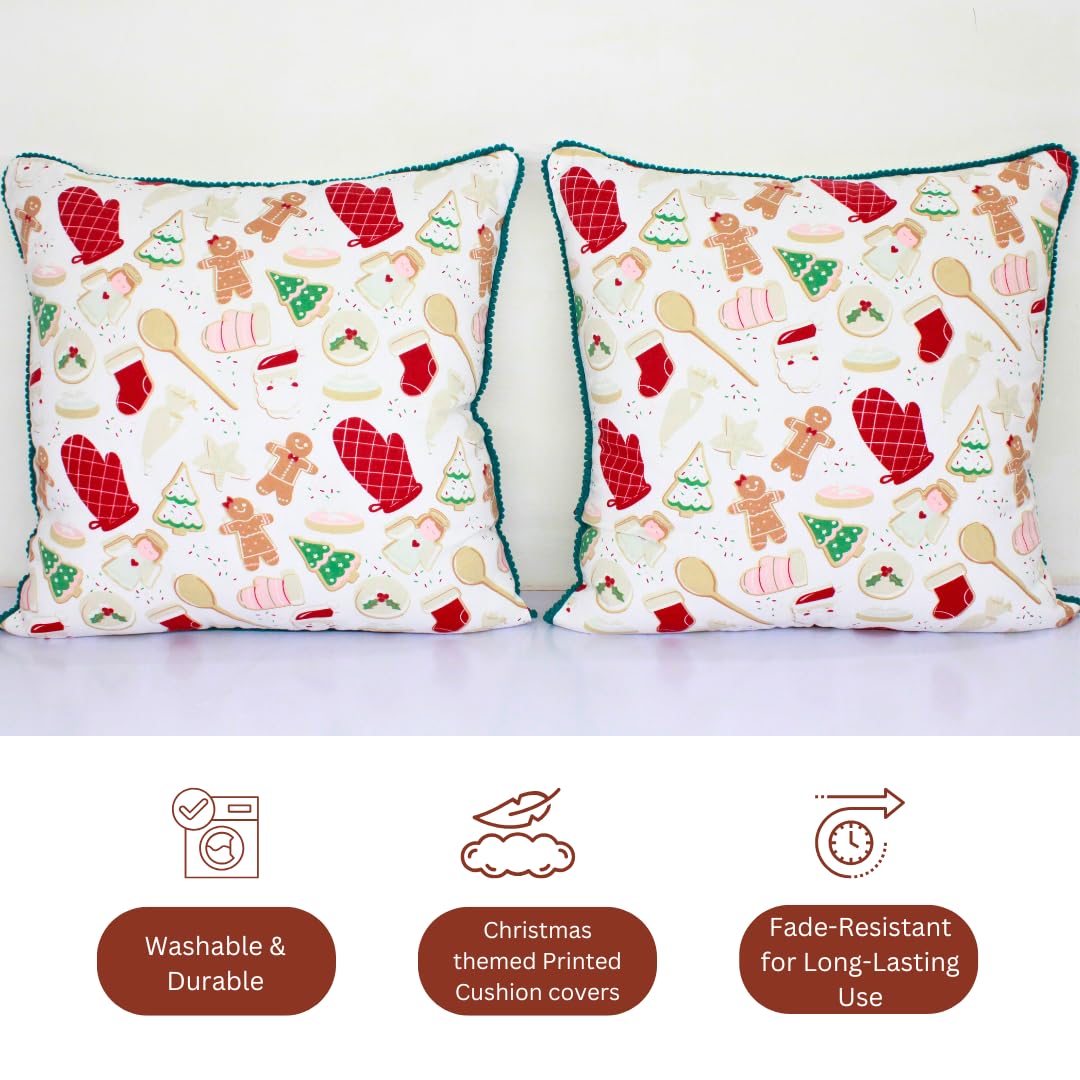 Washable &
Durable
Christmas
themed Printed
Cushion covers
Fade-Resistant
for Long-Lasting
Use